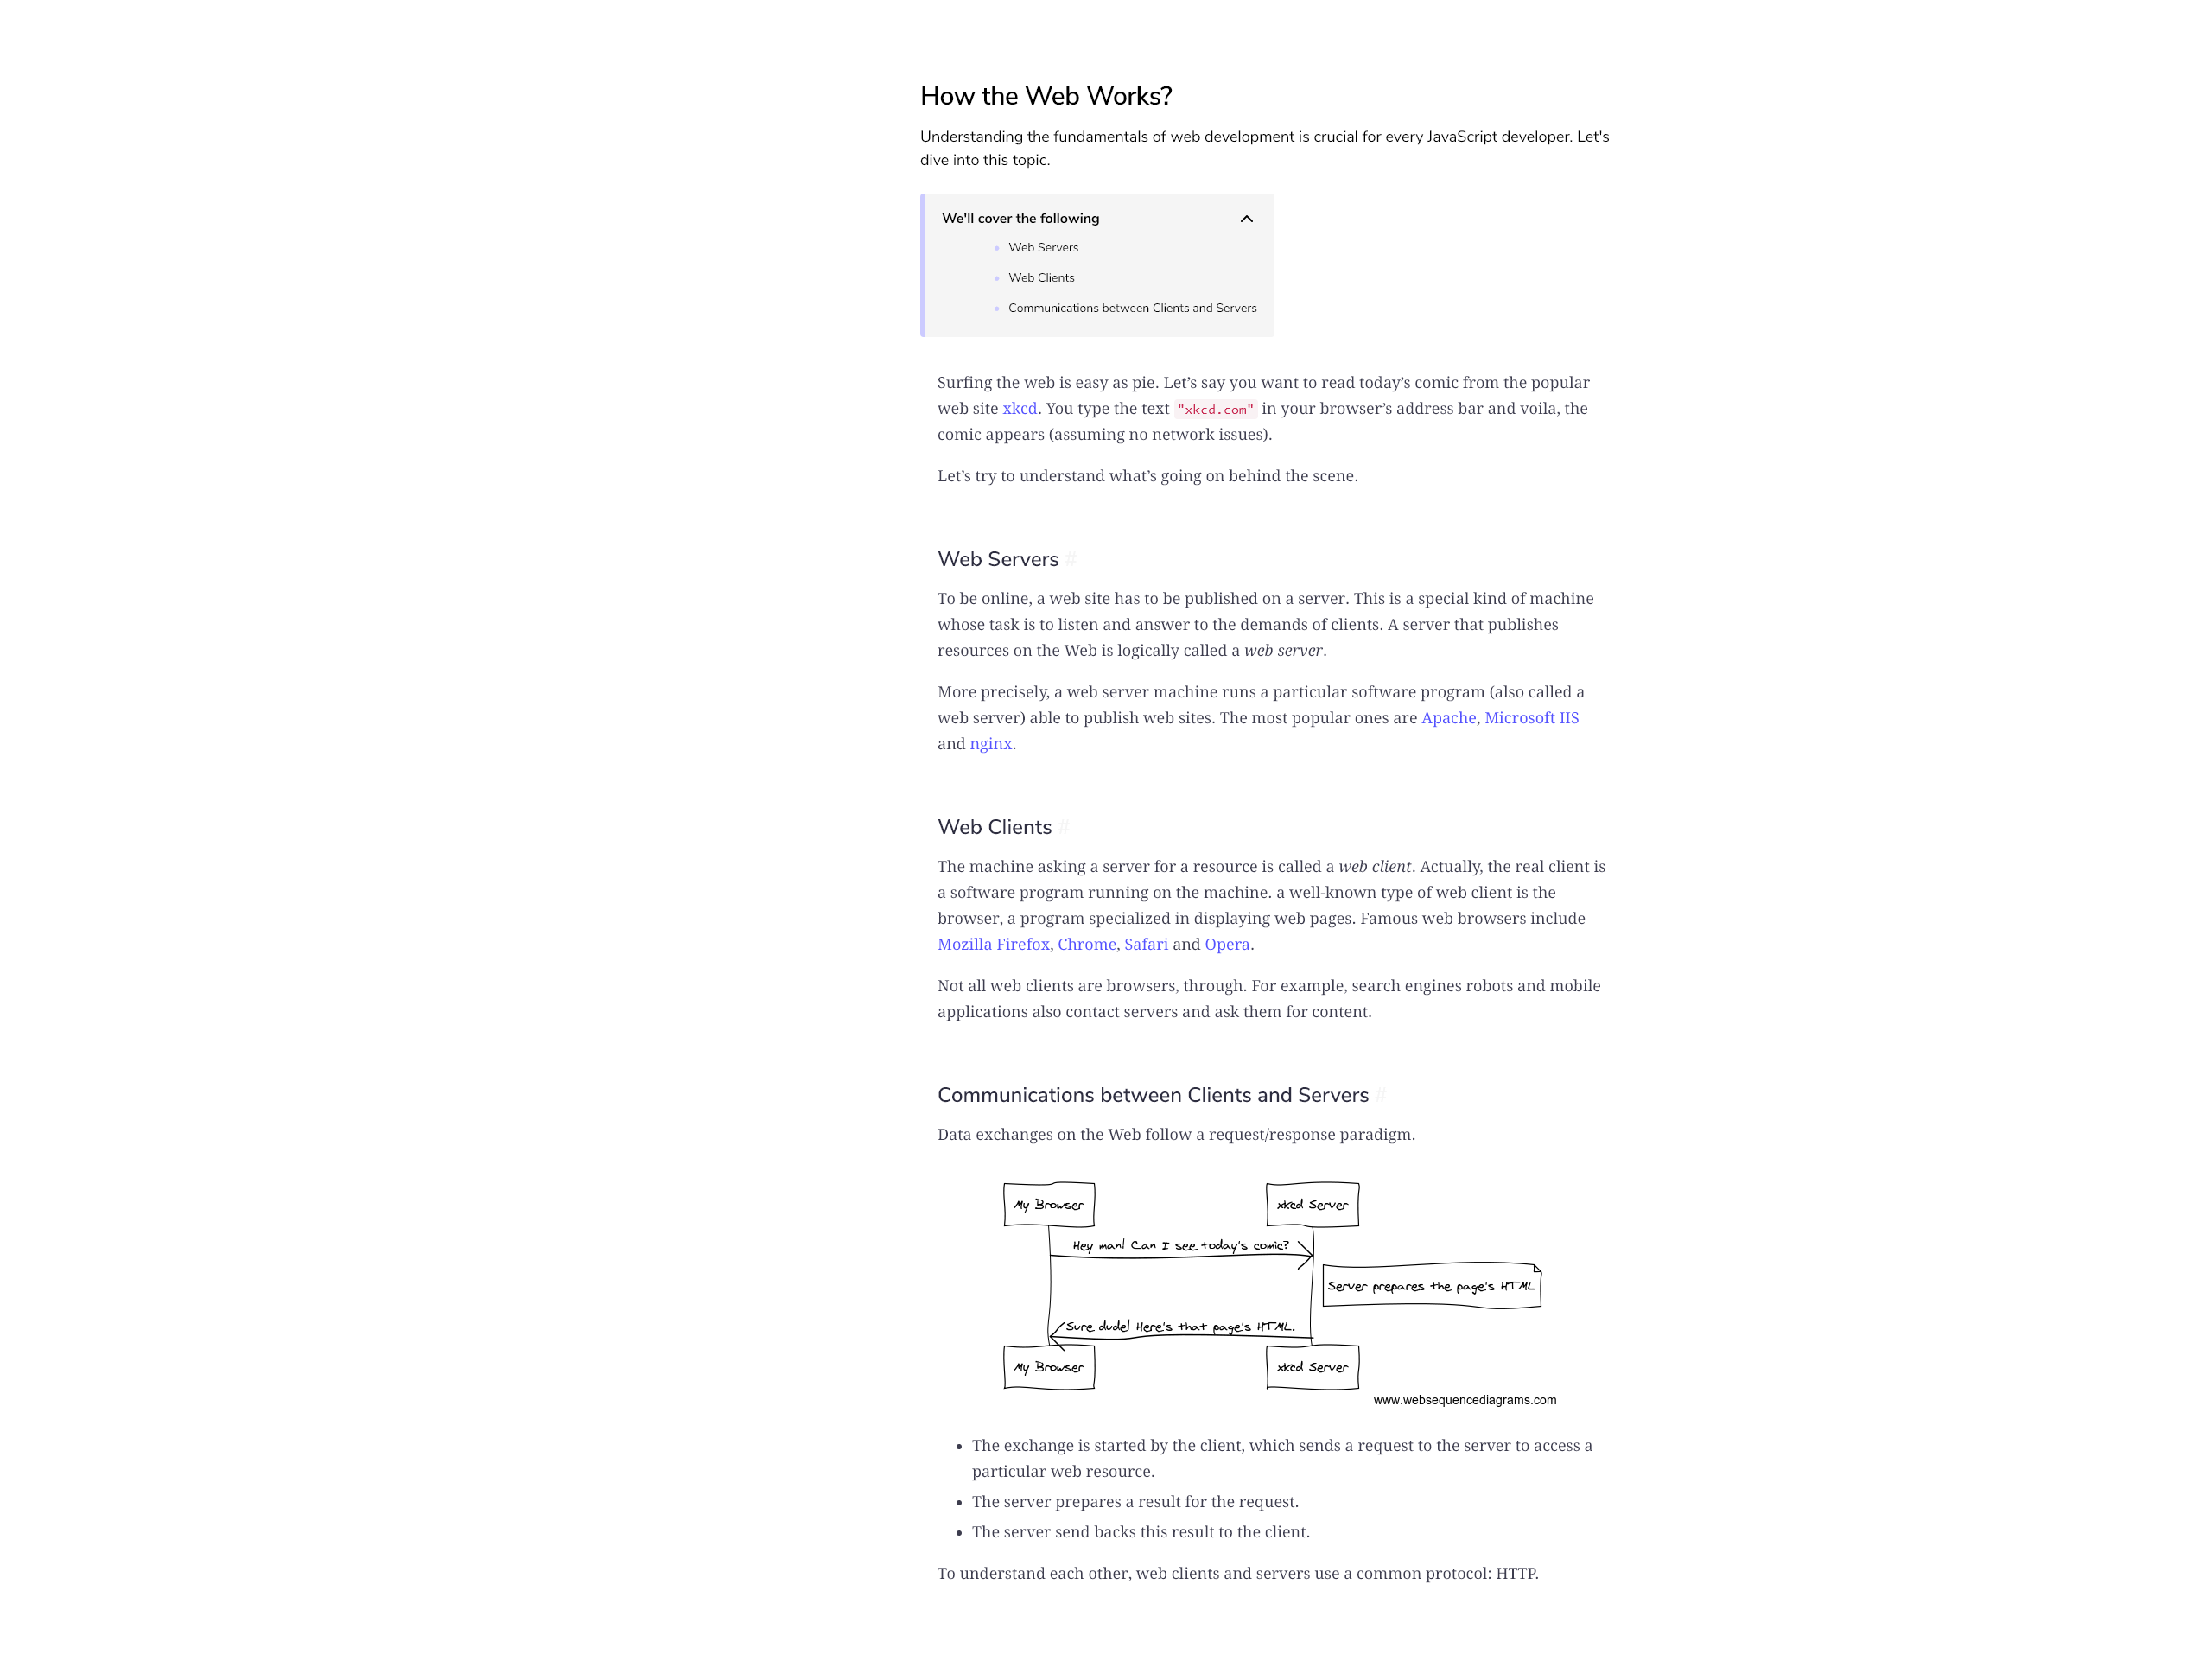 How the Web Works?
Understanding the fundamentals of web development is crucial for every JavaScript developer. Let's
dive into this topic.
We'll cover the following
Web Servers
Web Clients
Communications between Clients and Servers
Surfing the web is easy as pie. Let’s say you want to read today’s comic from the popular
web site xkcd. You type the text "xkcd.com" in your browser’s address bar and voila, the
comic appears (assuming no network issues).
Let’s try to understand what’s going on behind the scene.
Web Servers #
To be online, a web site has to be published on a server. This is a special kind of machine
whose task is to listen and answer to the demands of clients. A server that publishes
resources on the Web is logically called a web server.
More precisely, a web server machine runs a particular software program (also called a
web server) able to publish web sites. The most popular ones are Apache, Microsoft IIS
and nginx.
Web Clients #
The machine asking a server for a resource is called a web client. Actually, the real client is
a software program running on the machine. a well-known type of web client is the
browser, a program specialized in displaying web pages. Famous web browsers include
Mozilla Firefox, Chrome, Safari and Opera.
Not all web clients are browsers, through. For example, search engines robots and mobile
applications also contact servers and ask them for content.
Communications between Clients and Servers #
Data exchanges on the Web follow a request/response paradigm.
My Browser
xkcd Server
Hey man! Can I see today's comic?
Server prepares the page's HTML
Sure dude! Here's that page's HTML.
My Browser
xkcd Server
www.websequencediagrams.com
The exchange is started by the client, which sends a request to the server to access a
particular web resource.
The server prepares a result for the request.
The server send backs this result to the client.
To understand each other, web clients and servers use a common protocol: HTTP.